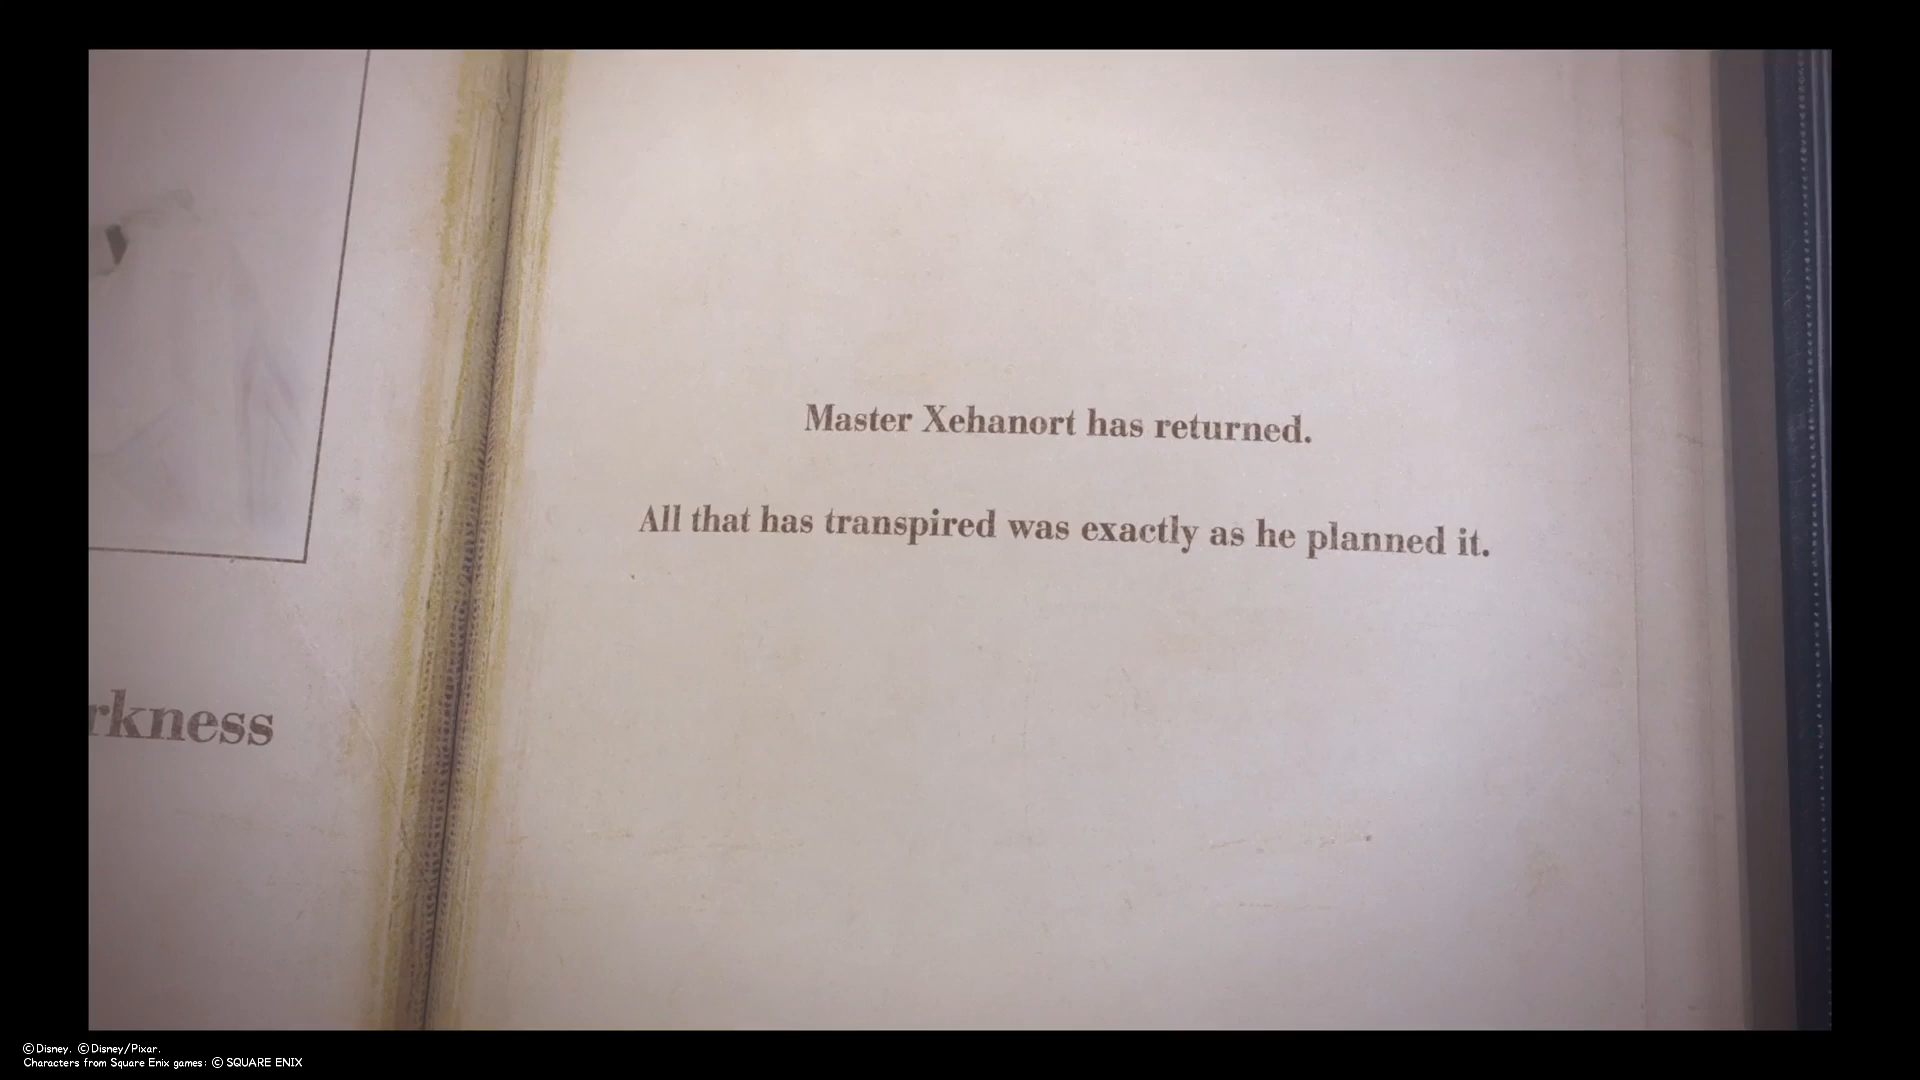 Master Xehanort has returned.
All that has transpired was exactly as he planned it.
rkness
©Disney. ©Disney/Pixar.
Characters from Square Enix games: © SQUARE ENIX